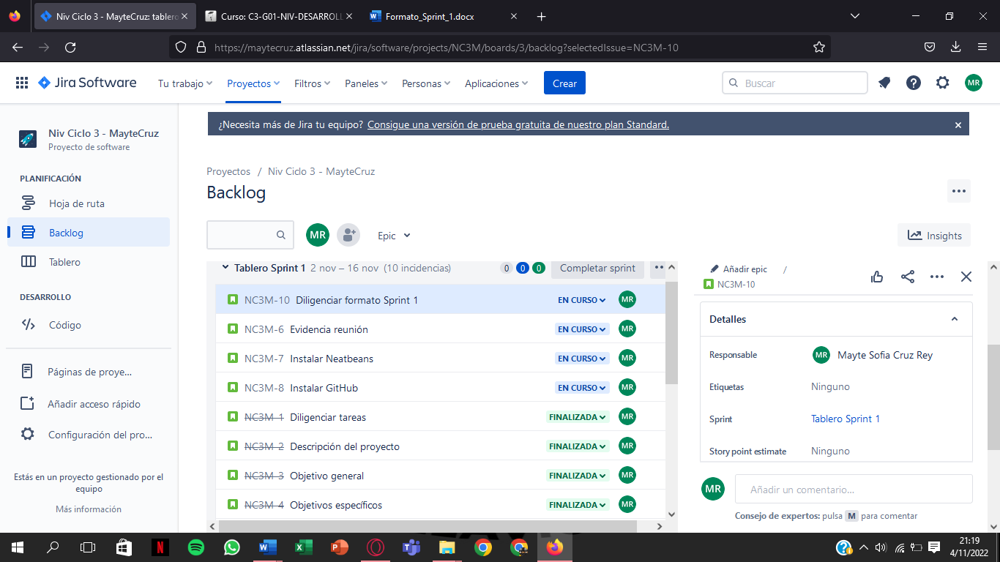 Niv Ciclo 3 - MayteCruz: tablero
Curso: C3-G01-NIV-DESARROLL
Formato_Sprint_1.docx
https://maytecruz.atlassian.net/jira/software/projects/NC3M/boards/3/backlog?selectedIssue=NC3M-10
Jira Software
Tu trabajo
Proyectos
Filtros
Paneles
Personas
Aplicaciones
Crear
Buscar
MR
Niv Ciclo 3 - MayteCruz
Proyecto de software
PLANIFICACIÓN
Hoja de ruta
Backlog
Tablero
DESARROLLO
Código
Páginas de proye...
Añadir acceso rápido
Configuración del pro...
Estás en un proyecto gestionado por el
equipo
Más información
¿Necesita más de Jira tu equipo? Consigue una versión de prueba gratuita de nuestro plan Standard.
Proyectos / Niv Ciclo 3 - MayteCruz
Backlog
MR
Epic
Insights
Tablero Sprint 1 2 nov – 16 nov (10 incidencias) 0 0 0 Completar sprint
NC3M-10 Diligenciar formato Sprint 1 EN CURSO MR
NC3M-6 Evidencia reunión EN CURSO MR
NC3M-7 Instalar Neatbeans EN CURSO MR
NC3M-8 Instalar GitHub EN CURSO MR
NC3M-1 Diligenciar tareas FINALIZADA MR
NC3M-2 Descripción del proyecto FINALIZADA MR
NC3M-3 Objetivo general FINALIZADA MR
NC3M-4 Objetivos específicos FINALIZADA MR
Añadir epic /
NC3M-10
Detalles
Responsable MR Mayte Sofia Cruz Rey
Etiquetas Ninguno
Sprint Tablero Sprint 1
Story point estimate Ninguno
MR Añadir un comentario...
Consejo de expertos: pulsa M para comentar
21:19
4/11/2022